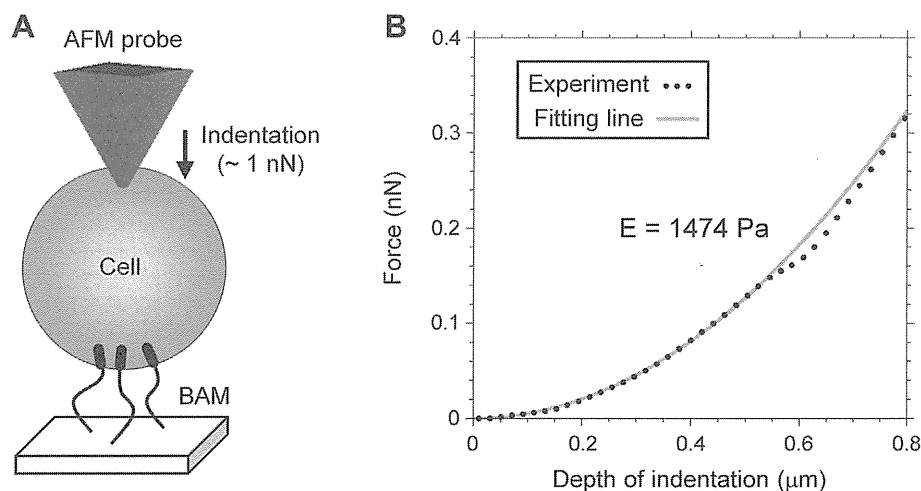 A
AFM probe
Indentation
(~ 1 nN)
Cell
BAM
B
0.4
0.3
0.2
0.1
0
Force (nN)
Experiment
Fitting line
E = 1474 Pa
0 0.2 0.4 0.6 0.8
Depth of indentation (μm)